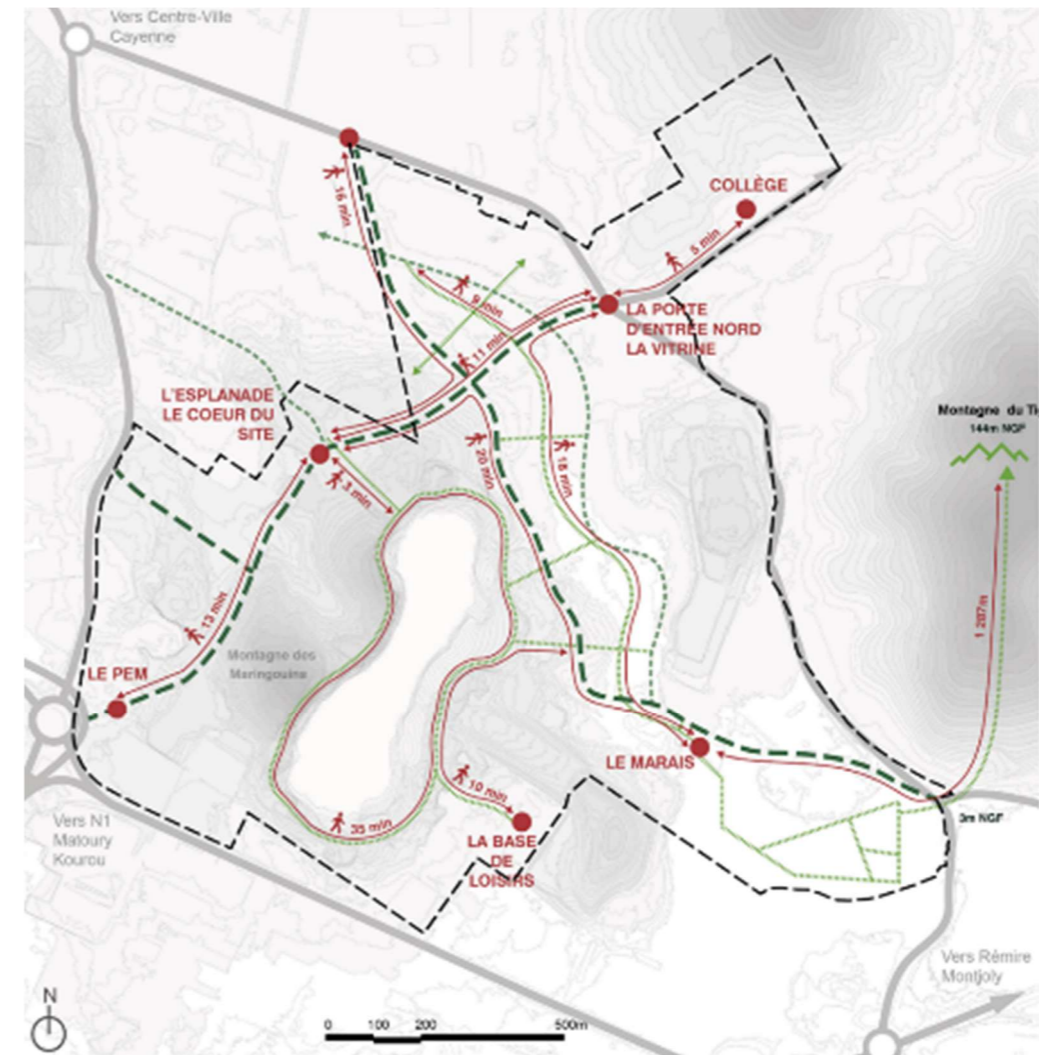 Vers Centre-Ville
Cayenne
COLLÈGE
16 min
5 min
9 min
11 min
LA PORTE
D'ENTRÉE NORD
LA VITRINE
L'ESPLANADE
LE COEUR DU
SITE
Montagne du Ti
144m NGF
20 min
18 min
3 min
13 min
1 287m
Montagne des
Maringouins
LE PEM
LE MARAIS
10 min
35 min
3m NGF
Vers N1
Matoury
Kourou
LA BASE
DE
LOISIRS
Vers Rémire
Montjoly
N
0 100 200 500m